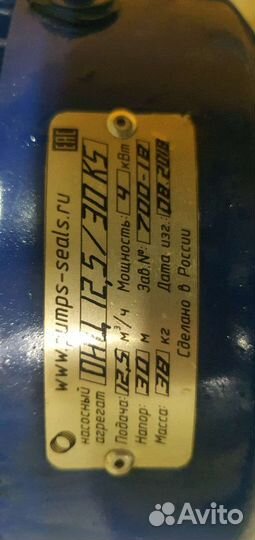 www.pumps-seals.ru
EAC
насосный агрегат
ОНЦ 12,5/30 К5
Подача: 12,5 м³/ч Мощность: 4 кВт
Напор: 30 м Зав.№: 700-18
Масса: 38 кг Дата изг.: 08.2018
Сделано в России
Avito